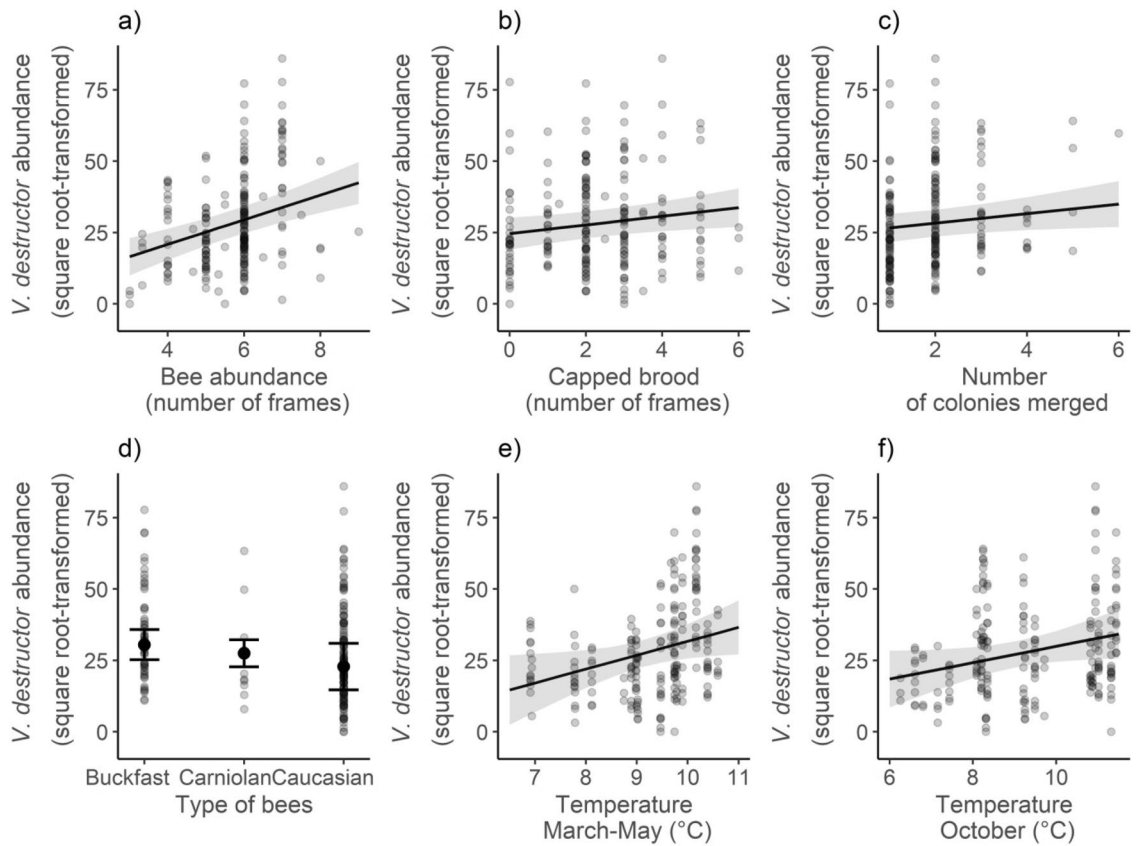 a)
V. destructor abundance
(square root-transformed)
75
50
25
0
4
6
8
Bee abundance
(number of frames)
b)
V. destructor abundance
(square root-transformed)
75
50
25
0
0
2
4
6
Capped brood
(number of frames)
c)
V. destructor abundance
(square root-transformed)
75
50
25
0
2
4
6
Number
of colonies merged
d)
V. destructor abundance
(square root-transformed)
75
50
25
0
Buckfast
Carniolan
Caucasian
Type of bees
e)
V. destructor abundance
(square root-transformed)
75
50
25
0
7
8
9
10
11
Temperature
March-May (°C)
f)
V. destructor abundance
(square root-transformed)
75
50
25
0
6
8
10
Temperature
October (°C)